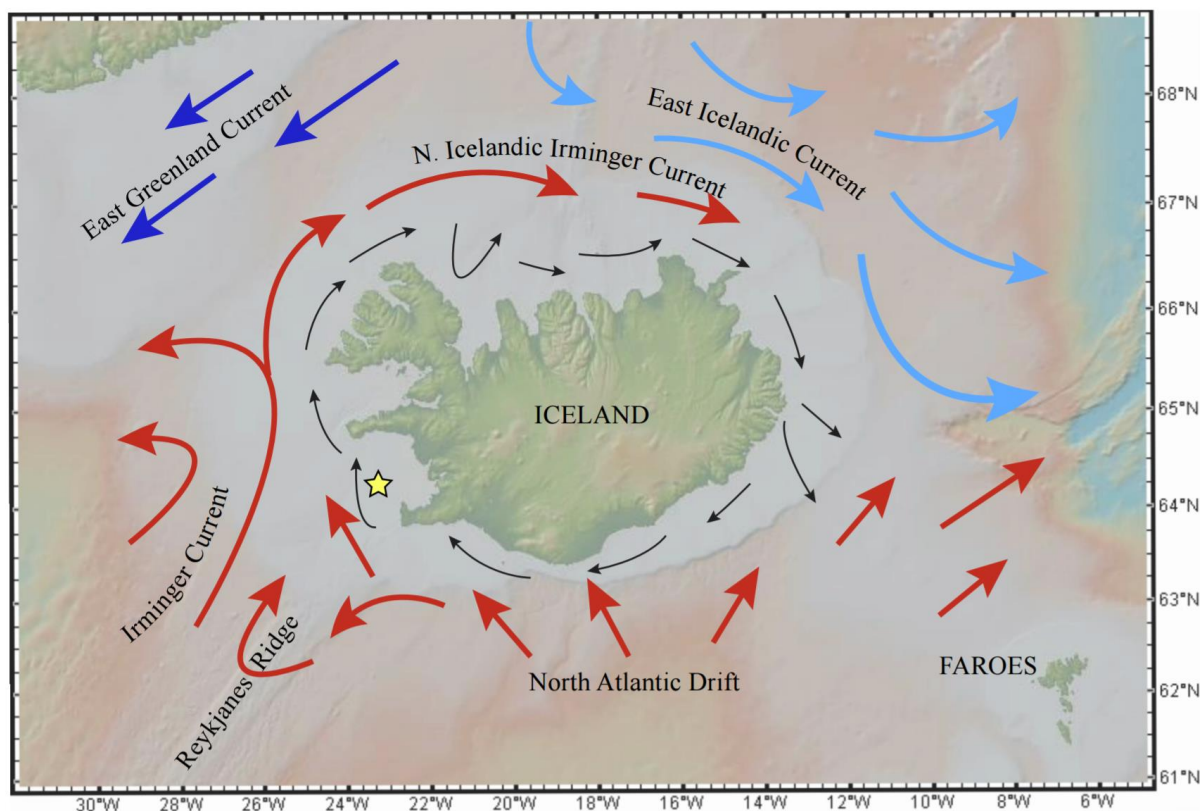 East Greenland Current
N. Icelandic Irminger Current
East Icelandic Current
ICELAND
Irminger Current
Reykjanes Ridge
North Atlantic Drift
FAROES
68°N
67°N
66°N
65°N
64°N
63°N
62°N
61°N
30°W 28°W 26°W 24°W 22°W 20°W 18°W 16°W 14°W 12°W 10°W 8°W 6°W